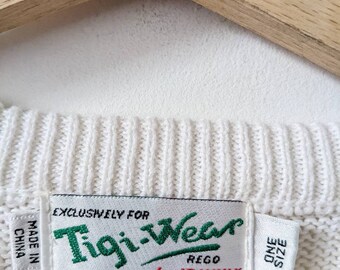 EXCLUSIVELY FOR
Tigi-Wear
REGD
MADE IN
CHINA
ONE
SIZE